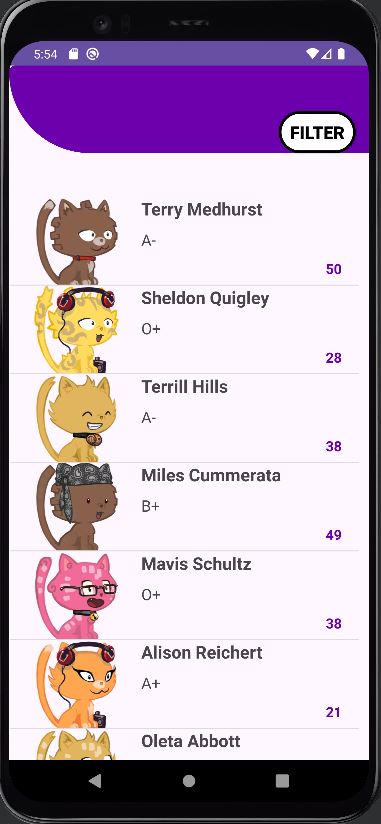 5:54
FILTER
Terry Medhurst
A-
50
Sheldon Quigley
O+
28
Terrill Hills
A-
38
Miles Cummerata
B+
49
Mavis Schultz
O+
38
Alison Reichert
A+
21
Oleta Abbott